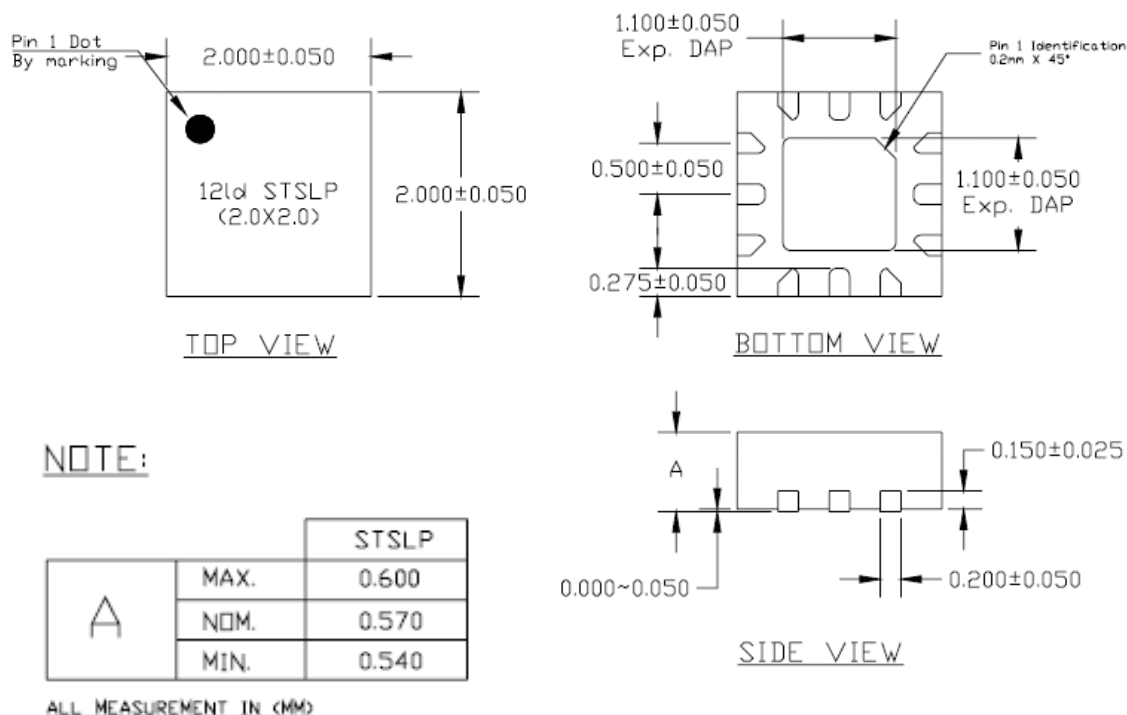 Pin 1 Dot
By marking
2.000±0.050
12ld STSLP
(2.0X2.0)
2.000±0.050
TOP VIEW
1.100±0.050
Exp. DAP
Pin 1 Identification
0.2mm X 45°
0.500±0.050
1.100±0.050
Exp. DAP
0.275±0.050
BOTTOM VIEW
NOTE:
STSLP
A
MAX.
0.600
NOM.
0.570
MIN.
0.540
ALL MEASUREMENT IN (MM)
A
0.150±0.025
0.000~0.050
0.200±0.050
SIDE VIEW